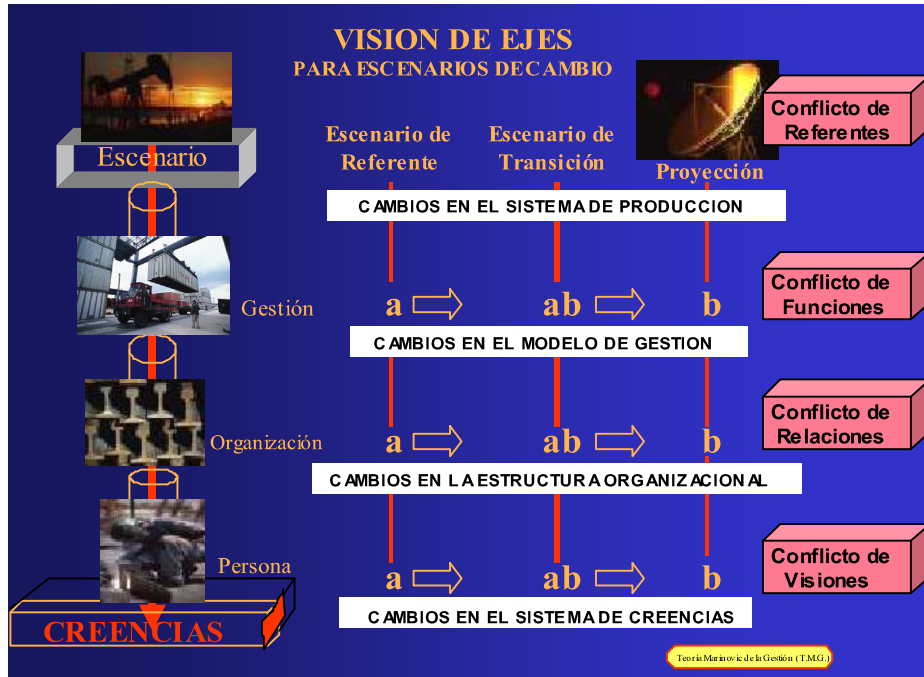 VISION DE EJES
PARA ESCENARIOS DE CAMBIO
Conflicto de
Referentes
Escenario
Escenario de
Referente
Escenario de
Transición
Proyección
CAMBIOS EN EL SISTEMA DE PRODUCCION
Gestión
a
ab
b
Conflicto de
Funciones
CAMBIOS EN EL MODELO DE GESTION
Organización
a
ab
b
Conflicto de
Relaciones
CAMBIOS EN LA ESTRUCTURA ORGANIZACIONAL
Persona
a
ab
b
Conflicto de
Visiones
CAMBIOS EN EL SISTEMA DE CREENCIAS
CREENCIAS
Teoría Marinovic de la Gestión (T.M.G.)